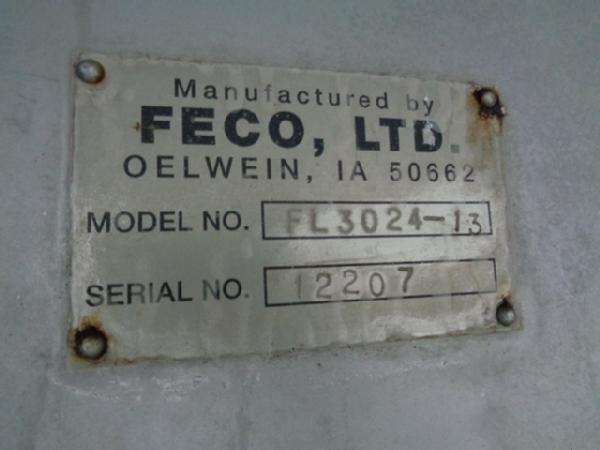 Manufactured by
FECO, LTD.
OELWEIN, IA 50662
MODEL NO. FL3024-13
SERIAL NO. 12207